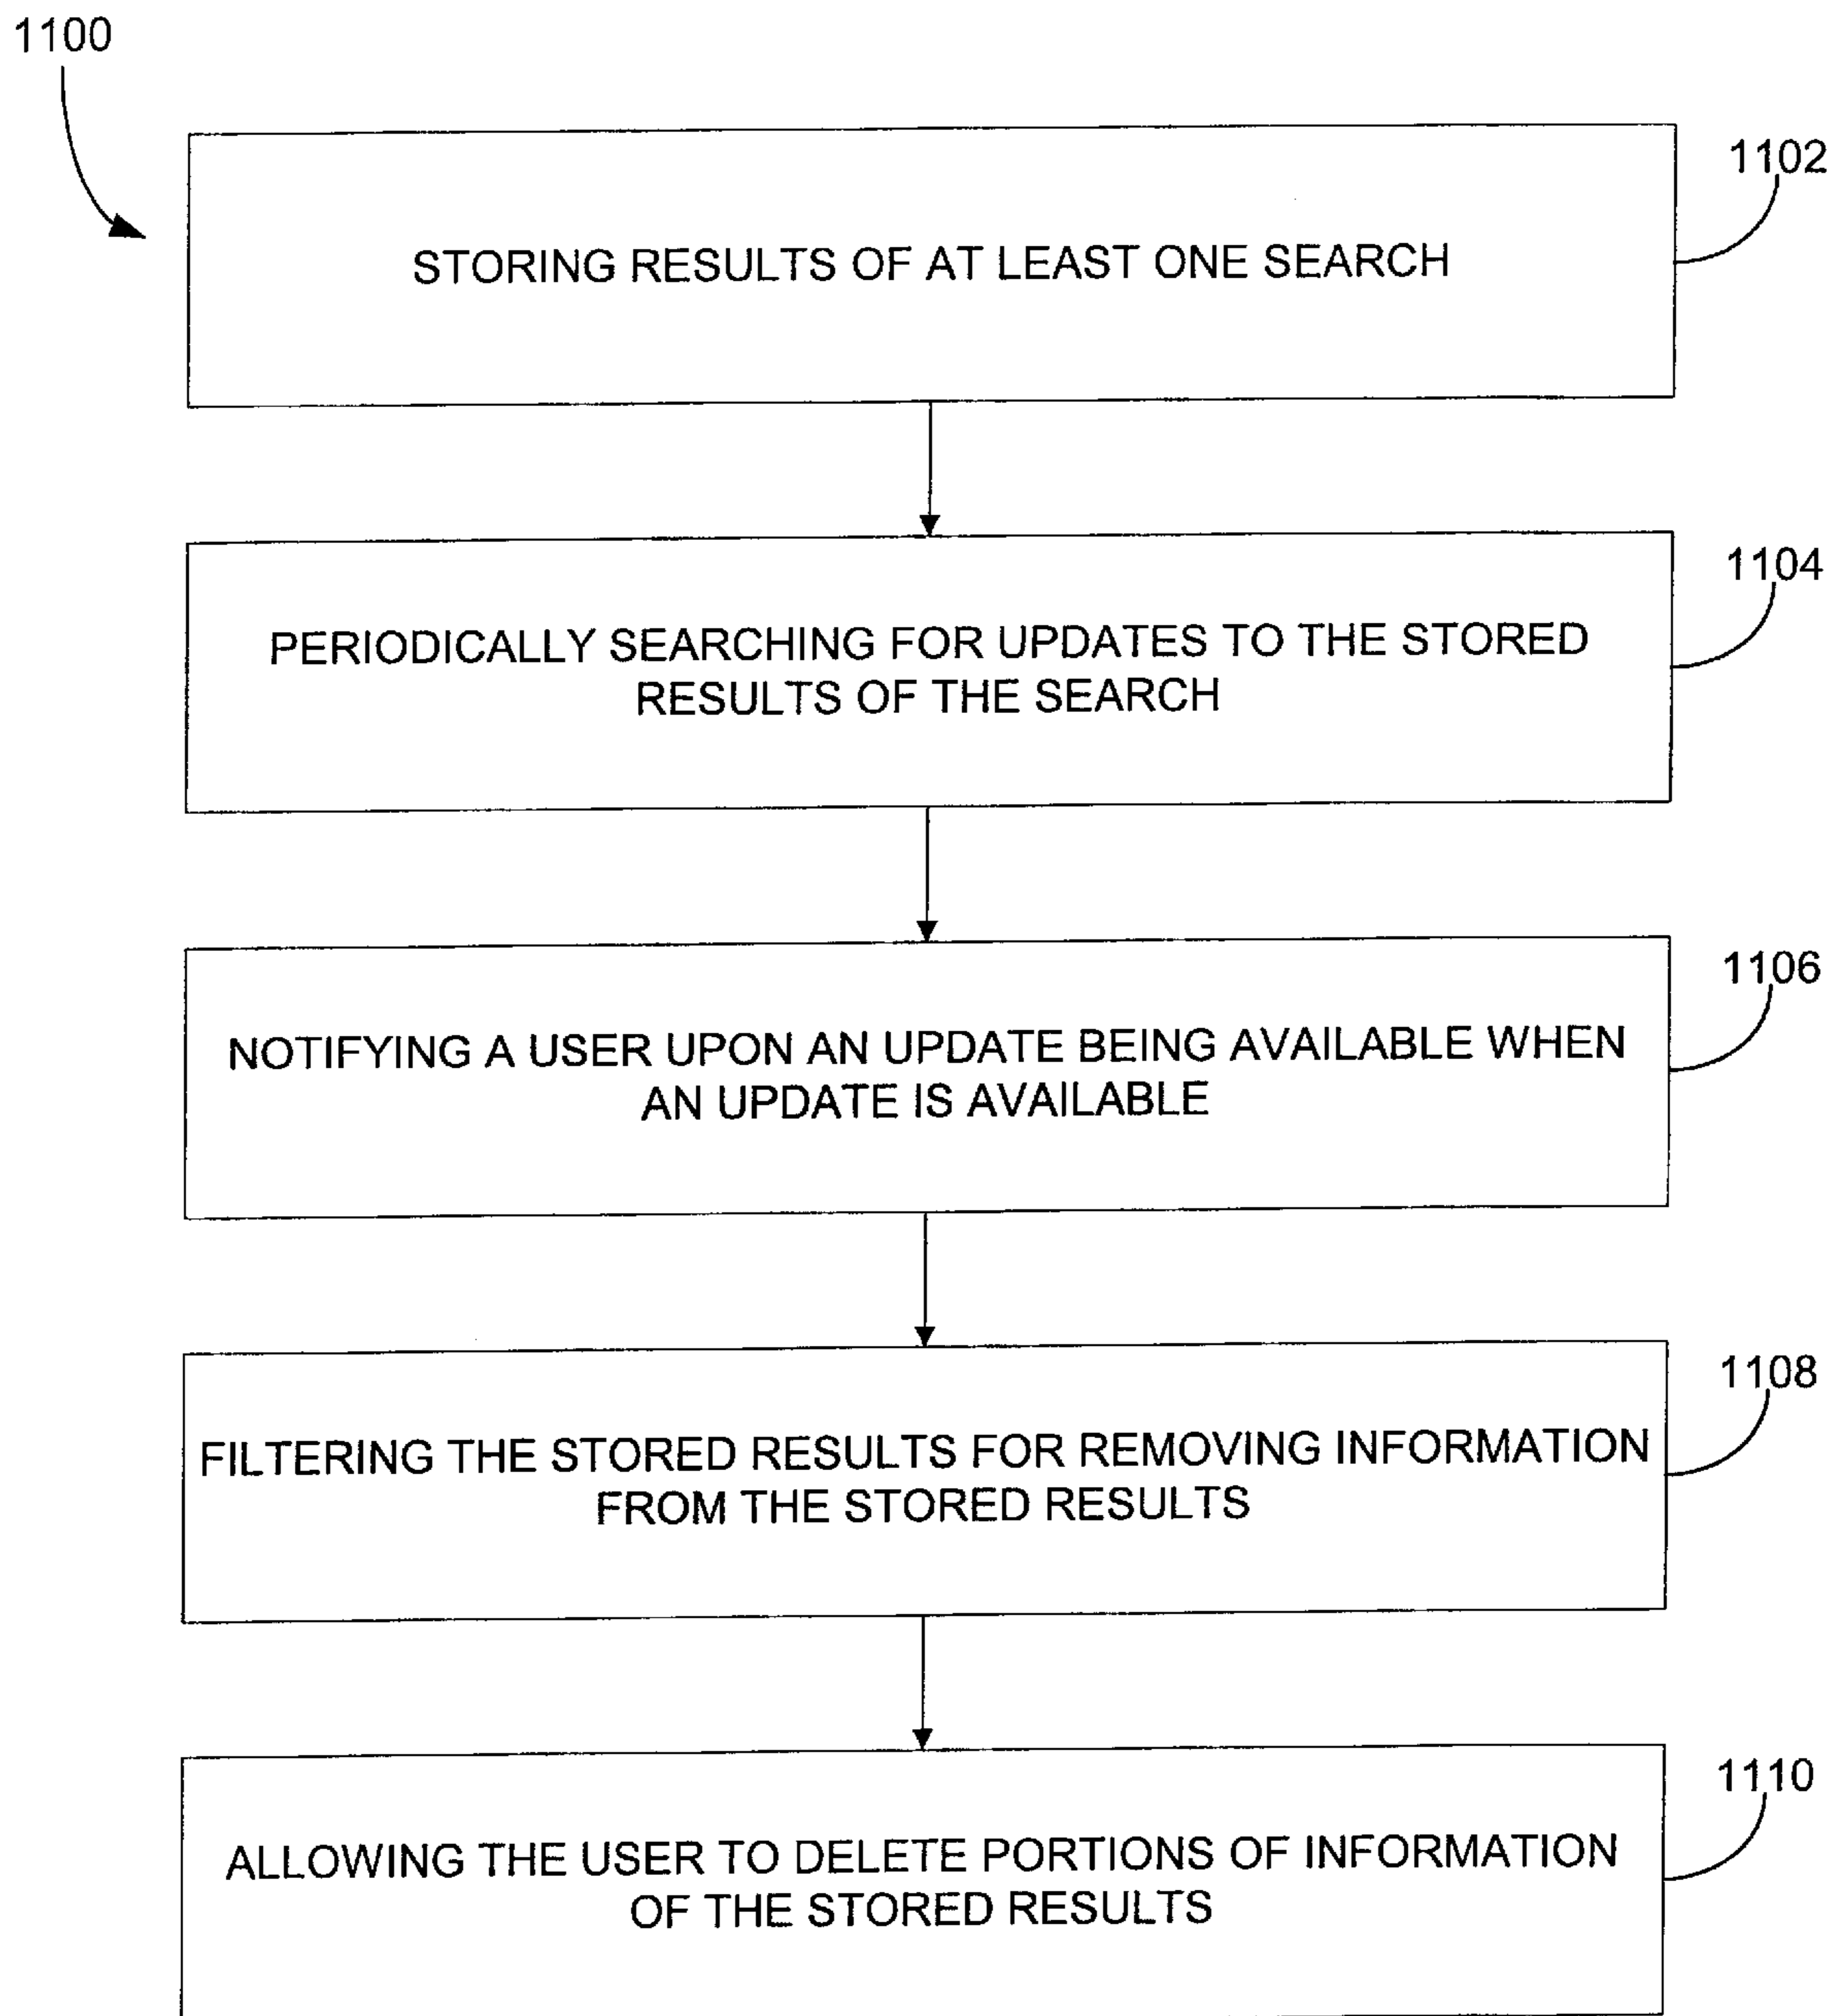 1100
1102
STORING RESULTS OF AT LEAST ONE SEARCH
1104
PERIODICALLY SEARCHING FOR UPDATES TO THE STORED
RESULTS OF THE SEARCH
1106
NOTIFYING A USER UPON AN UPDATE BEING AVAILABLE WHEN
AN UPDATE IS AVAILABLE
1108
FILTERING THE STORED RESULTS FOR REMOVING INFORMATION
FROM THE STORED RESULTS
1110
ALLOWING THE USER TO DELETE PORTIONS OF INFORMATION
OF THE STORED RESULTS